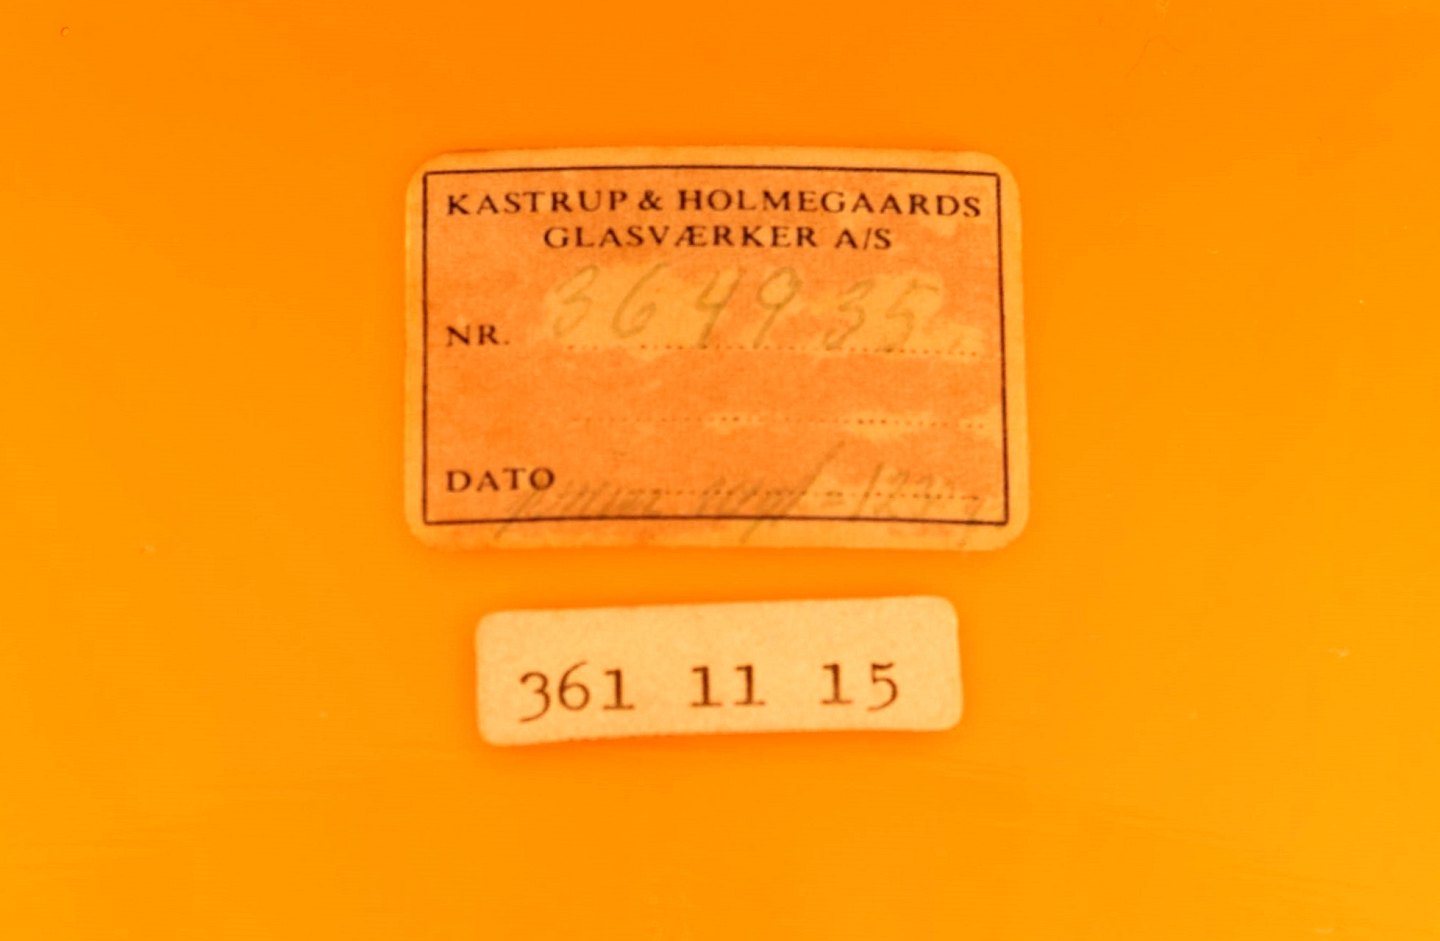 KASTRUP & HOLMEGAARDS
GLASVÆRKER A/S
NR. 364935
DATO
361 11 15